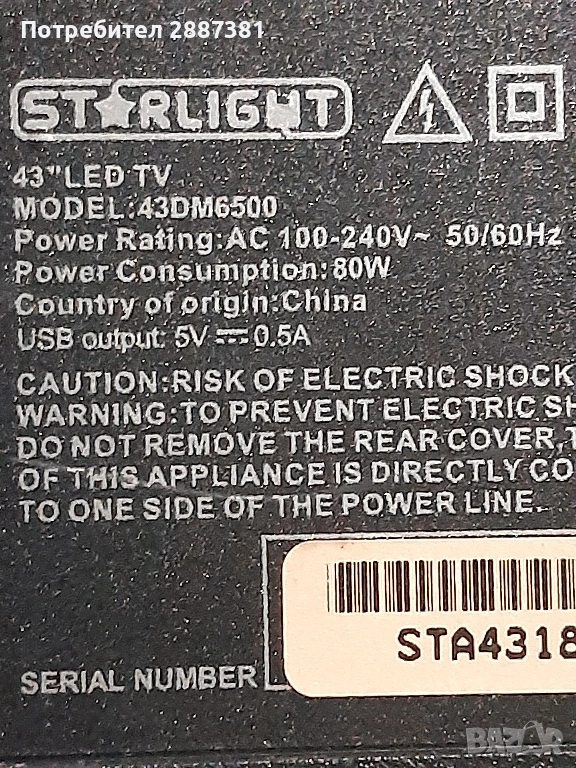 Потребител 2887381
STARLIGHT
43"LED TV
MODEL:43DM6500
Power Rating:AC 100-240V~ 50/60Hz
Power Consumption:80W
Country of origin:China
USB output: 5V⎓0.5A
CAUTION:RISK OF ELECTRIC SHOCK
WARNING:TO PREVENT ELECTRIC SH
DO NOT REMOVE THE REAR COVER,T
OF THIS APPLIANCE IS DIRECTLY CO
TO ONE SIDE OF THE POWER LINE.
STA4318
SERIAL NUMBER
BAZAR